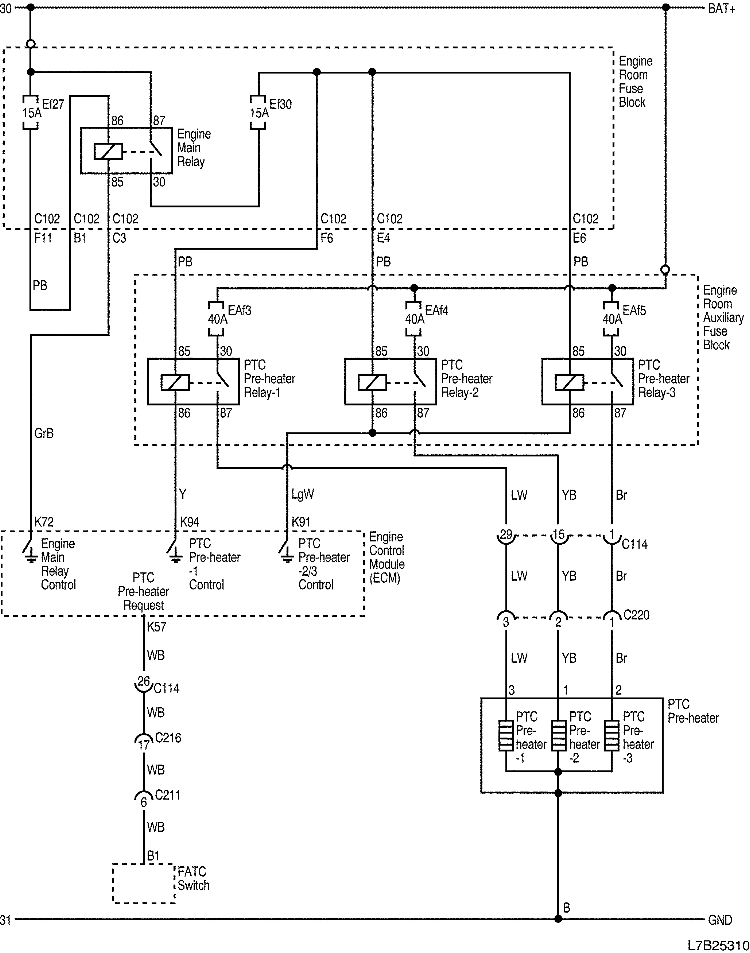 30 BAT+
Engine
Room
Fuse
Block
Ef27
15A
Ef30
15A
86 87
Engine
Main
Relay
85 30
C102 C102 C102 C102 C102 C102
F11 B1 C3 F6 E4 E6
PB PB PB PB
Engine
Room
Auxiliary
Fuse
Block
EAf3 EAf4 EAf5
40A 40A 40A
85 30 85 30 85 30
PTC
Pre-heater
Relay-1
PTC
Pre-heater
Relay-2
PTC
Pre-heater
Relay-3
86 87 86 87 86 87
GrB
Y LgW LW YB Br
K72 K94 K91
29 15 1
C114
Engine
Main
Relay
Control
PTC
Pre-heater
-1
Control
PTC
Pre-heater
-2/3
Control
Engine
Control
Module
(ECM)
PTC
Pre-heater
Request
LW YB Br
C220
3 2 1
K57
WB
LW YB Br
26
C114
3 1 2
PTC
Pre-heater
WB
PTC
Pre-
heater
-1
PTC
Pre-
heater
-2
PTC
Pre-
heater
-3
C216
17
WB
C211
6
WB
B1
FATC
Switch
B
31 GND
L7B25310